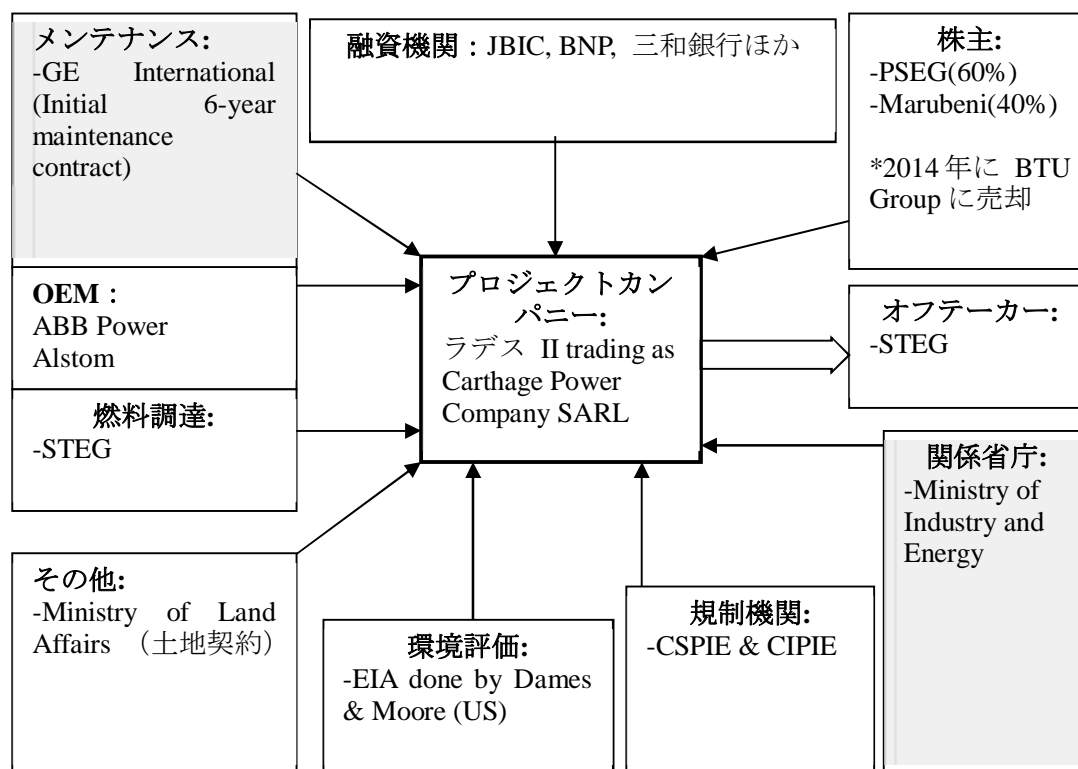 メンテナンス:
-GE International
(Initial 6-year
maintenance
contract)
融資機関：JBIC, BNP, 三和銀行ほか
株主:
-PSEG(60%)
-Marubeni(40%)
*2014 年に BTU
Group に売却
OEM：
ABB Power
Alstom
プロジェクトカン
パニー:
ラデス II trading as
Carthage Power
Company SARL
オフテーカー:
-STEG
燃料調達:
-STEG
関係省庁:
-Ministry of
Industry and
Energy
その他:
-Ministry of Land
Affairs （土地契約）
環境評価:
-EIA done by Dames
& Moore (US)
規制機関:
-CSPIE & CIPIE